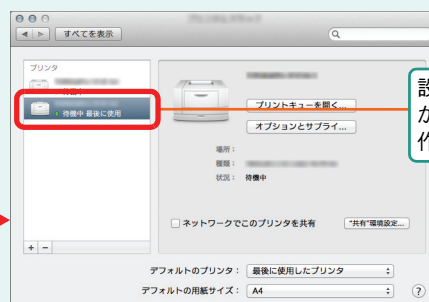 すべてを表示
プリンタ
待機中 最後に使用
プリントキューを開く...
オプションとサプライ...
場所：
種類：
状況： 待機中
ネットワークでこのプリンタを共有
"共有"環境設定...
+ −
デフォルトのプリンタ： 最後に使用したプリンタ
デフォルトの用紙サイズ： A4
?
設
が
作